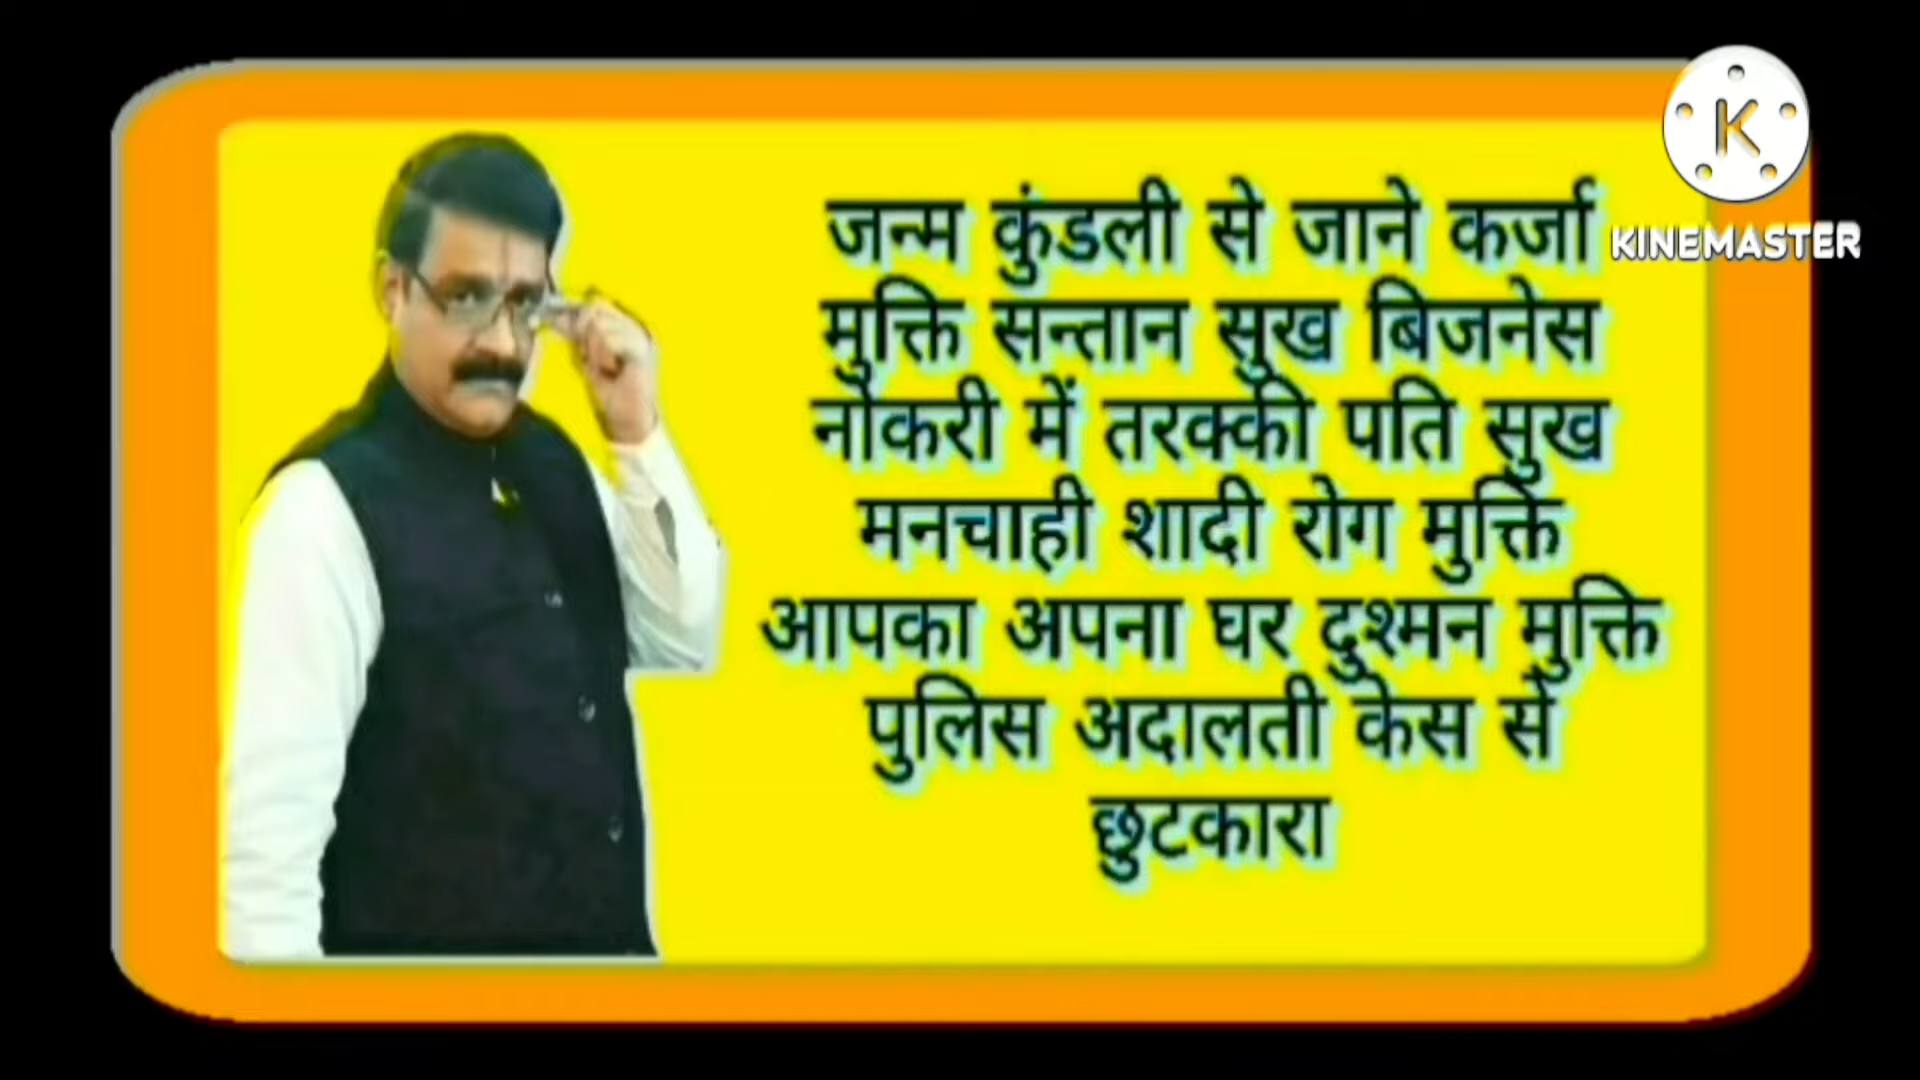 K
KINEMASTER
जन्म कुंडली से जाने कर्जा
मुक्ति सन्तान सुख बिजनेस
नौकरी में तरक्की पति सुख
मनचाही शादी रोग मुक्ति
आपका अपना घर दुश्मन मुक्ति
पुलिस अदालती केस से
छुटकारा